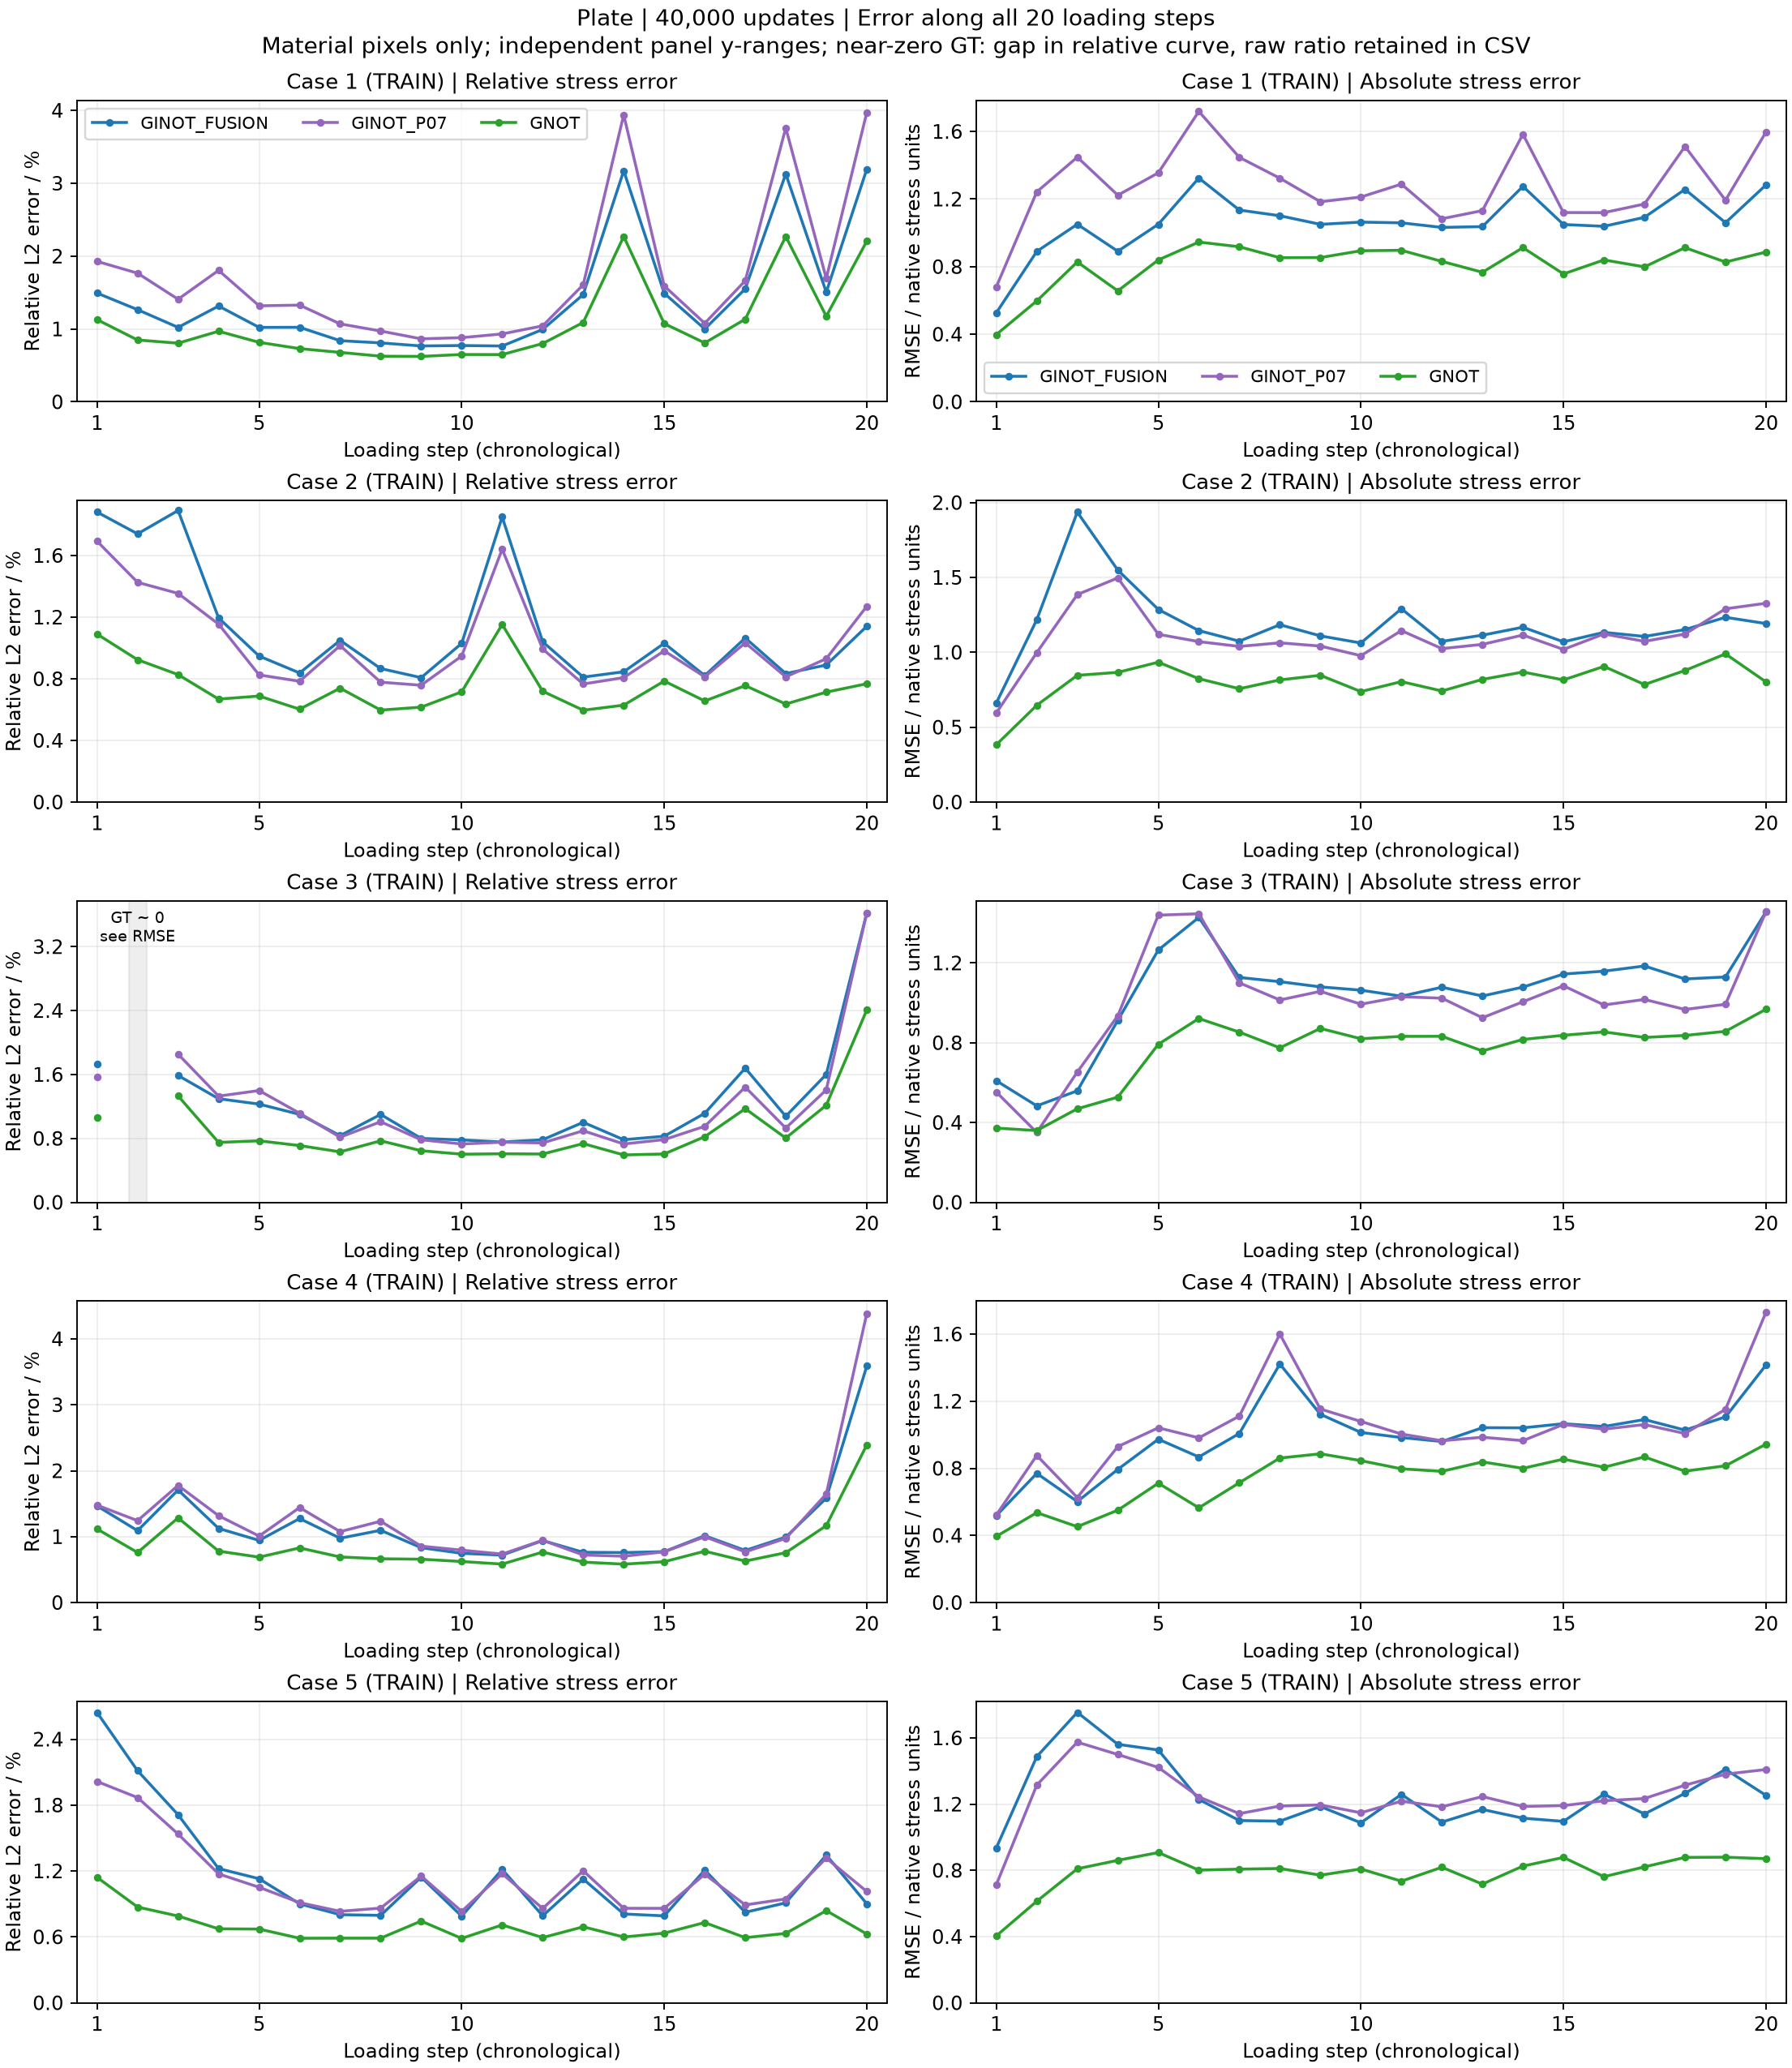 Plate | 40,000 updates | Error along all 20 loading steps
Material pixels only; independent panel y-ranges; near-zero GT: gap in relative curve, raw ratio retained in CSV
Case 1 (TRAIN) | Relative stress error
Relative L2 error / %
4
3
2
1
0
GINOT_FUSION
GINOT_P07
GNOT
1
5
10
15
20
Loading step (chronological)
Case 1 (TRAIN) | Absolute stress error
RMSE / native stress units
1.6
1.2
0.8
0.4
0.0
GINOT_FUSION
GINOT_P07
GNOT
1
5
10
15
20
Loading step (chronological)
Case 2 (TRAIN) | Relative stress error
Relative L2 error / %
1.6
1.2
0.8
0.4
0.0
1
5
10
15
20
Loading step (chronological)
Case 2 (TRAIN) | Absolute stress error
RMSE / native stress units
2.0
1.5
1.0
0.5
0.0
1
5
10
15
20
Loading step (chronological)
Case 3 (TRAIN) | Relative stress error
Relative L2 error / %
3.2
2.4
1.6
0.8
0.0
GT ~ 0
see RMSE
1
5
10
15
20
Loading step (chronological)
Case 3 (TRAIN) | Absolute stress error
RMSE / native stress units
1.2
0.8
0.4
0.0
1
5
10
15
20
Loading step (chronological)
Case 4 (TRAIN) | Relative stress error
Relative L2 error / %
4
3
2
1
0
1
5
10
15
20
Loading step (chronological)
Case 4 (TRAIN) | Absolute stress error
RMSE / native stress units
1.6
1.2
0.8
0.4
0.0
1
5
10
15
20
Loading step (chronological)
Case 5 (TRAIN) | Relative stress error
Relative L2 error / %
2.4
1.8
1.2
0.6
0.0
1
5
10
15
20
Loading step (chronological)
Case 5 (TRAIN) | Absolute stress error
RMSE / native stress units
1.6
1.2
0.8
0.4
0.0
1
5
10
15
20
Loading step (chronological)